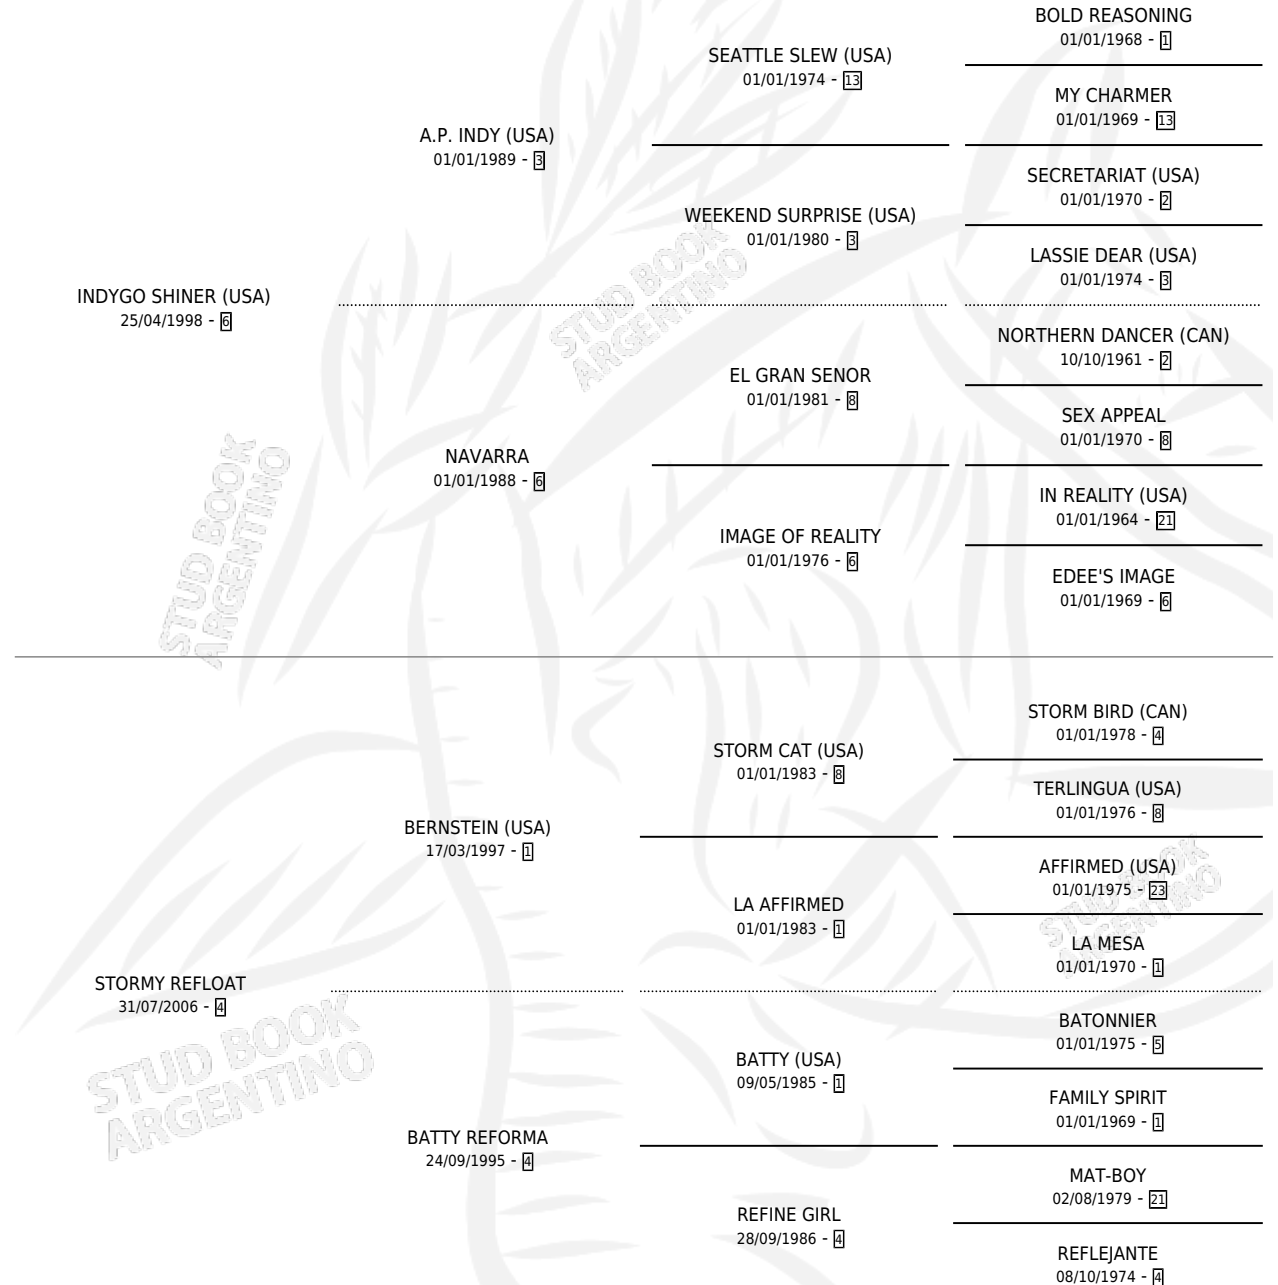 BOLD REASONING
01/01/1968 - 1
SEATTLE SLEW (USA)
01/01/1974 - 13
MY CHARMER
01/01/1969 - 13
A.P. INDY (USA)
01/01/1989 - 3
SECRETARIAT (USA)
01/01/1970 - 2
WEEKEND SURPRISE (USA)
01/01/1980 - 3
LASSIE DEAR (USA)
01/01/1974 - 3
INDYGO SHINER (USA)
25/04/1998 - 6
NORTHERN DANCER (CAN)
10/10/1961 - 2
EL GRAN SENOR
01/01/1981 - 8
SEX APPEAL
01/01/1970 - 8
NAVARRA
01/01/1988 - 6
IN REALITY (USA)
01/01/1964 - 21
IMAGE OF REALITY
01/01/1976 - 6
EDEE'S IMAGE
01/01/1969 - 6
STUD BOOK
ARGENTINO
STUD BOOK
ARGENTINO
STORM BIRD (CAN)
01/01/1978 - 4
STORM CAT (USA)
01/01/1983 - 8
TERLINGUA (USA)
01/01/1976 - 8
BERNSTEIN (USA)
17/03/1997 - 1
AFFIRMED (USA)
01/01/1975 - 23
LA AFFIRMED
01/01/1983 - 1
LA MESA
01/01/1970 - 1
STORMY REFLOAT
31/07/2006 - 4
BATONNIER
01/01/1975 - 5
BATTY (USA)
09/05/1985 - 1
FAMILY SPIRIT
01/01/1969 - 1
BATTY REFORMA
24/09/1995 - 4
MAT-BOY
02/08/1979 - 21
REFINE GIRL
28/09/1986 - 4
REFLEJANTE
08/10/1974 - 4
STUD BOOK
ARGENTINO
STUD BOOK
ARGENTINO